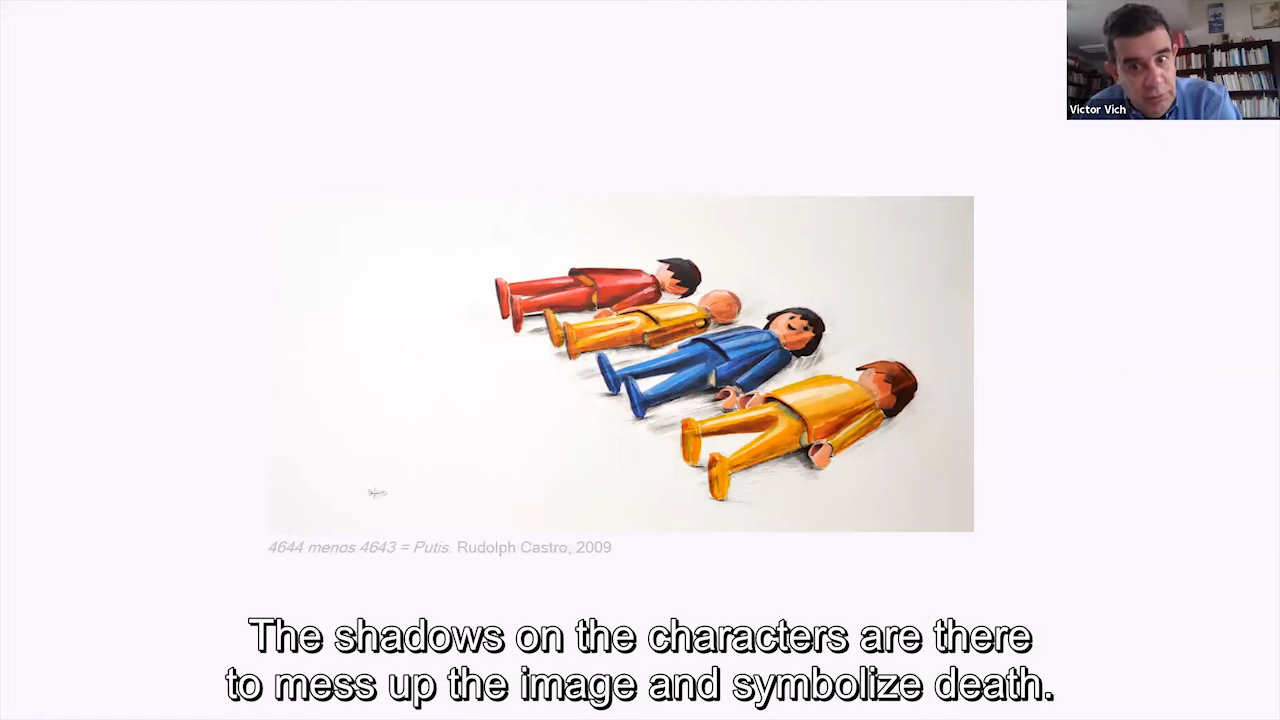 Victor Vich
4644 menos 4643 = Putis. Rudolph Castro, 2009
The shadows on the characters are there
to mess up the image and symbolize death.